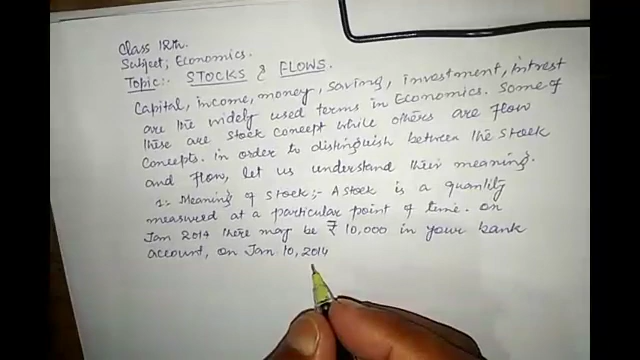 Class 12th.
Subject, Economics.
Topic:- STOCKS & FLOWS.
Capital, income, money, saving, investment, intrest
are the widely used terms in Economics. Some of
these are stock concept while others are flow
concepts. in order to distinguish between the stock
and flow, let us understand their meaning.
1:- Meaning of stock:- A stock is a quantity
measured at a particular point of time. on
Jan 2014 there may be ₹ 10,000 in your bank
account, on Jan 10, 2014